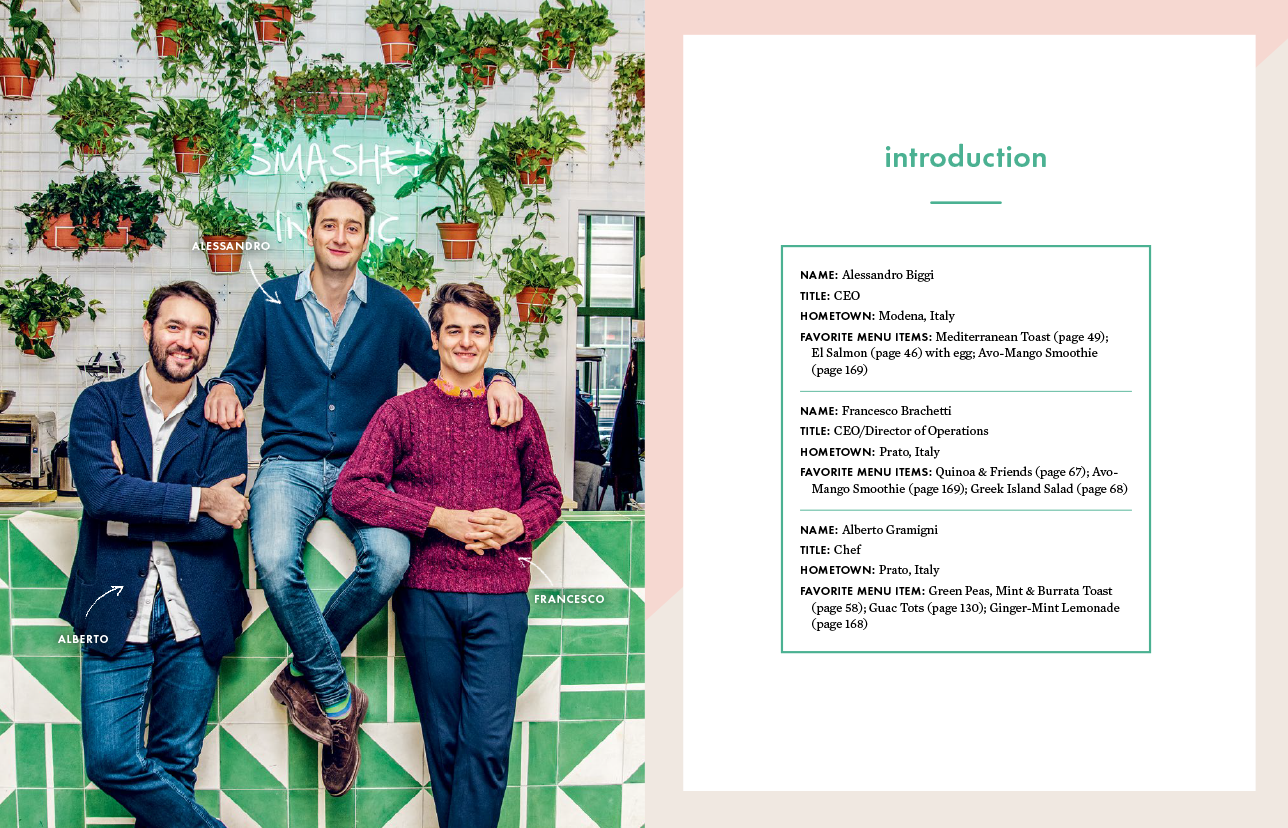 SMASHED
IN
ALESSANDRO
ALBERTO
FRANCESCO
introduction
NAME: Alessandro Biggi
TITLE: CEO
HOMETOWN: Modena, Italy
FAVORITE MENU ITEMS: Mediterranean Toast (page 49);
El Salmon (page 46) with egg; Avo-Mango Smoothie
(page 169)
NAME: Francesco Brachetti
TITLE: CEO/Director of Operations
HOMETOWN: Prato, Italy
FAVORITE MENU ITEMS: Quinoa & Friends (page 67); Avo-
Mango Smoothie (page 169); Greek Island Salad (page 68)
NAME: Alberto Gramigni
TITLE: Chef
HOMETOWN: Prato, Italy
FAVORITE MENU ITEM: Green Peas, Mint & Burrata Toast
(page 58); Guac Tots (page 130); Ginger-Mint Lemonade
(page 168)